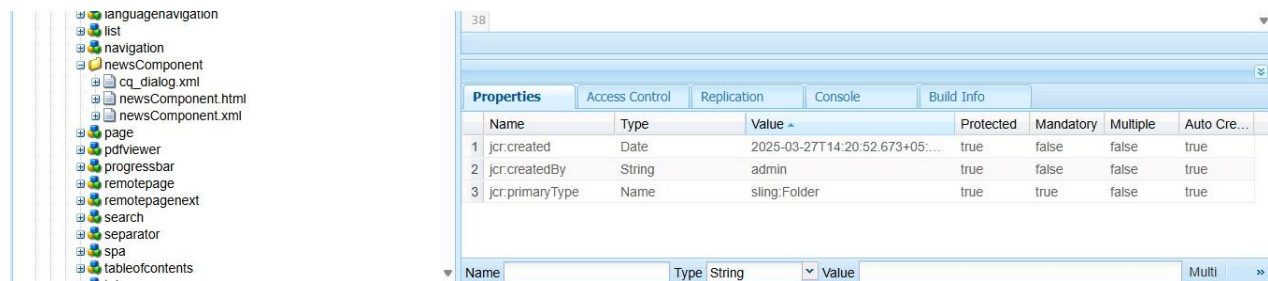 languagenavigation
list
navigation
newsComponent
cq_dialog.xml
newsComponent.html
newsComponent.xml
page
pdfviewer
progressbar
remotepage
remotepagenext
search
separator
spa
tableofcontents
38
Properties Access Control Replication Console Build Info
Name Type Value Protected Mandatory Multiple Auto Cre...
1 jcr:created Date 2025-03-27T14:20:52.673+05:... true false false true
2 jcr:createdBy String admin true false false true
3 jcr:primaryType Name sling:Folder true true false true
Name Type String Value Multi »